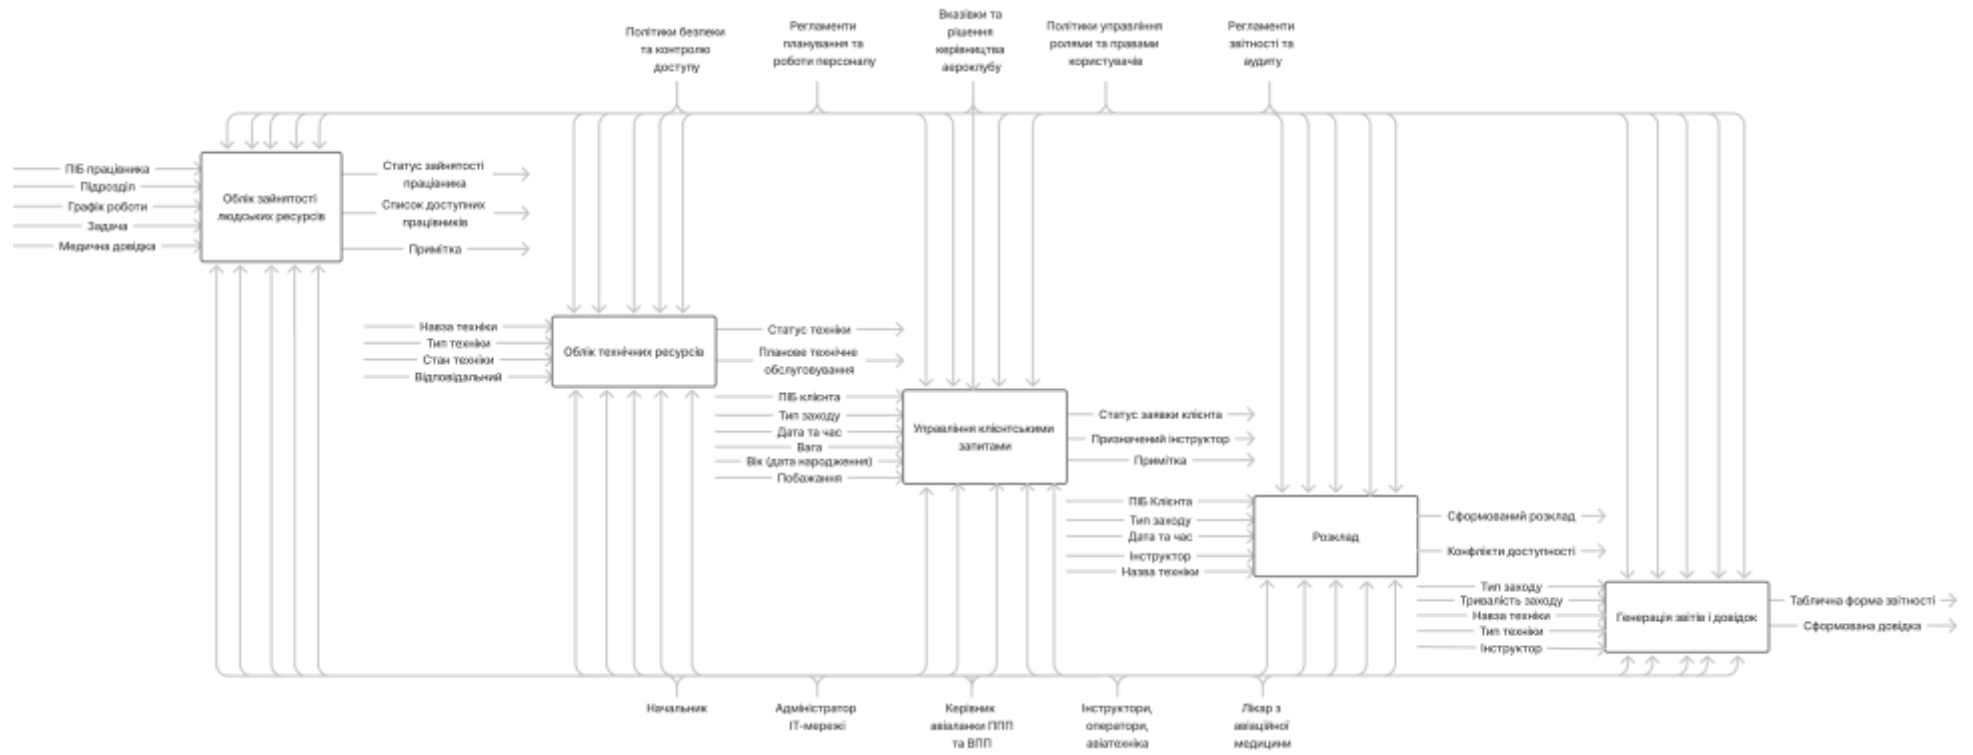 Політики безпеки
та контролю
доступу
Регламенти
планування та
роботи персоналу
Вказівки та
рішення
керівництва
аероклубу
Політики управління
ролями та правами
користувачів
Регламенти
звітності та
аудиту
ПІБ працівника
Підрозділ
Графік роботи
Задача
Медична довідка
Облік зайнятості
людських ресурсів
Статус зайнятості
працівника
Список доступних
працівників
Примітка
Навза техніки
Тип техніки
Стан техніки
Відповідальний
Облік технічних ресурсів
Статус техніки
Планове технічне
обслуговування
ПІБ клієнта
Тип заходу
Дата та час
Вага
Вік (дата народження)
Побажання
Управління клієнтськими
запитами
Статус заявки клієнта
Призначений інструктор
Примітка
ПІБ Клієнта
Тип заходу
Дата та час
Інструктор
Назва техніки
Розклад
Сформований розклад
Конфлікти доступності
Тип заходу
Тривалість заходу
Навза техніки
Тип техніки
Інструктор
Генерація звітів і довідок
Таблична форма звітності
Сформована довідка
Начальник
Адміністратор
ІТ-мережі
Керівник
авіаланки ППП
та ВПП
Інструктори,
оператори,
авіатехніка
Лікар з
авіаційної
медицини